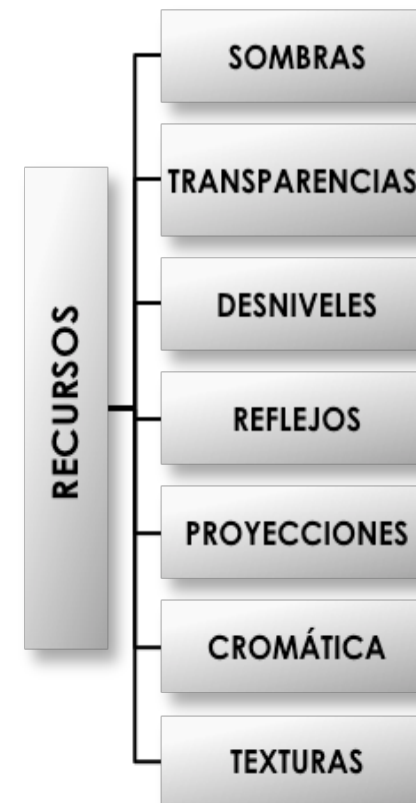 RECURSOS
SOMBRAS
TRANSPARENCIAS
DESNIVELES
REFLEJOS
PROYECCIONES
CROMÁTICA
TEXTURAS